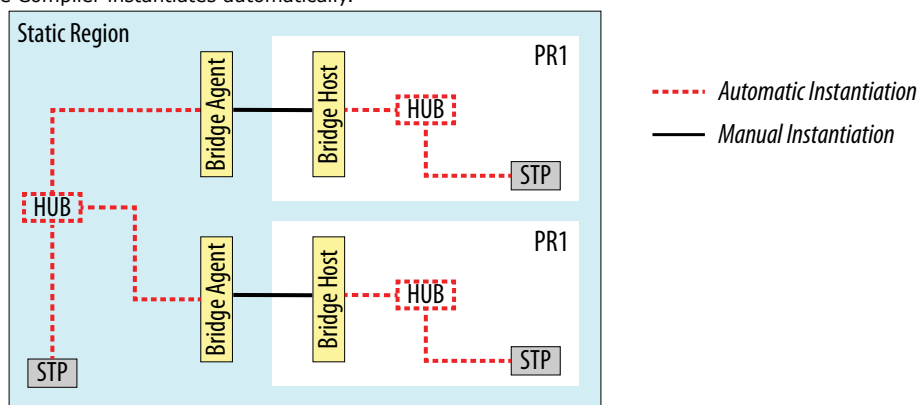 Compiler instantiates automatically.
Static Region
PR1
Bridge Agent
Bridge Host
HUB
STP
Automatic Instantiation
Manual Instantiation
HUB
PR1
Bridge Agent
Bridge Host
HUB
STP
STP